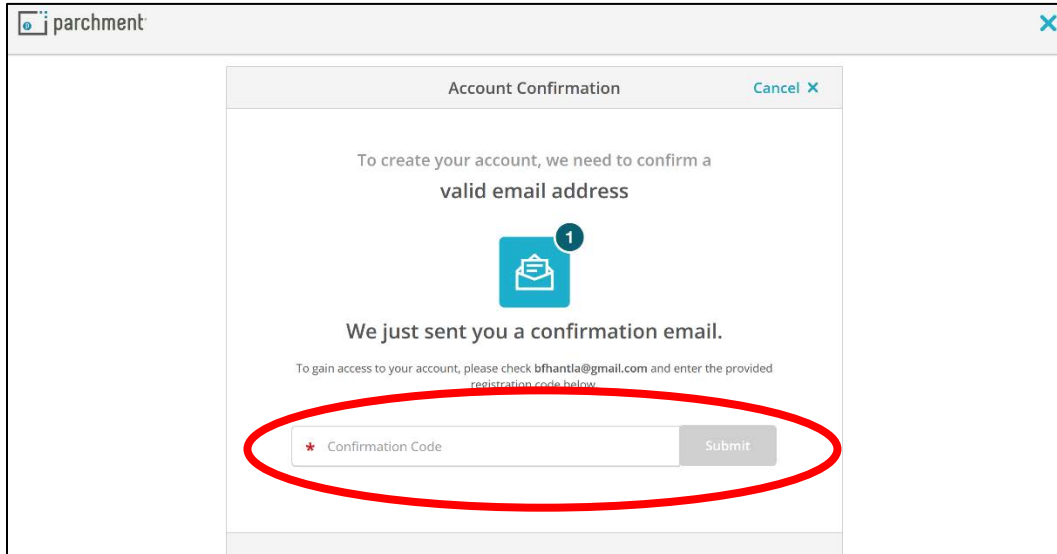 parchment
Account Confirmation
Cancel X
To create your account, we need to confirm a
valid email address
1
We just sent you a confirmation email.
To gain access to your account, please check bfhantla@gmail.com and enter the provided
registration code below.
* Confirmation Code
Submit